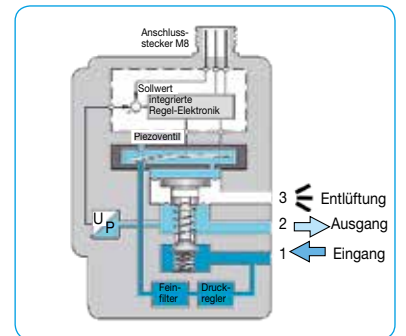 Anschluss-
stecker M8
Sollwert
integrierte
Regel-Elektronik
Piezoventil
3 Entlüftung
U
P
2 Ausgang
1 Eingang
Fein-
filter
Druck-
regler